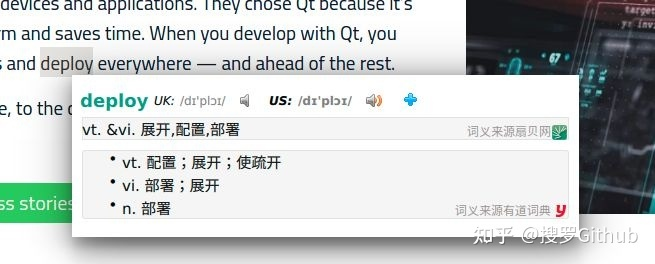 devices and applications. They chose Qt because it's
rm and saves time. When you develop with Qt, you
s and deploy everywhere — and ahead of the rest.
e, to the
deploy UK: /dɪ'plɔɪ/ US: /dɪ'plɔɪ/
vt. &vi. 展开,配置,部署
词义来源扇贝网
• vt. 配置；展开；使疏开
• vi. 部署；展开
• n. 部署
词义来源有道词典 y
ss stories
target
67
知乎 @搜罗Github